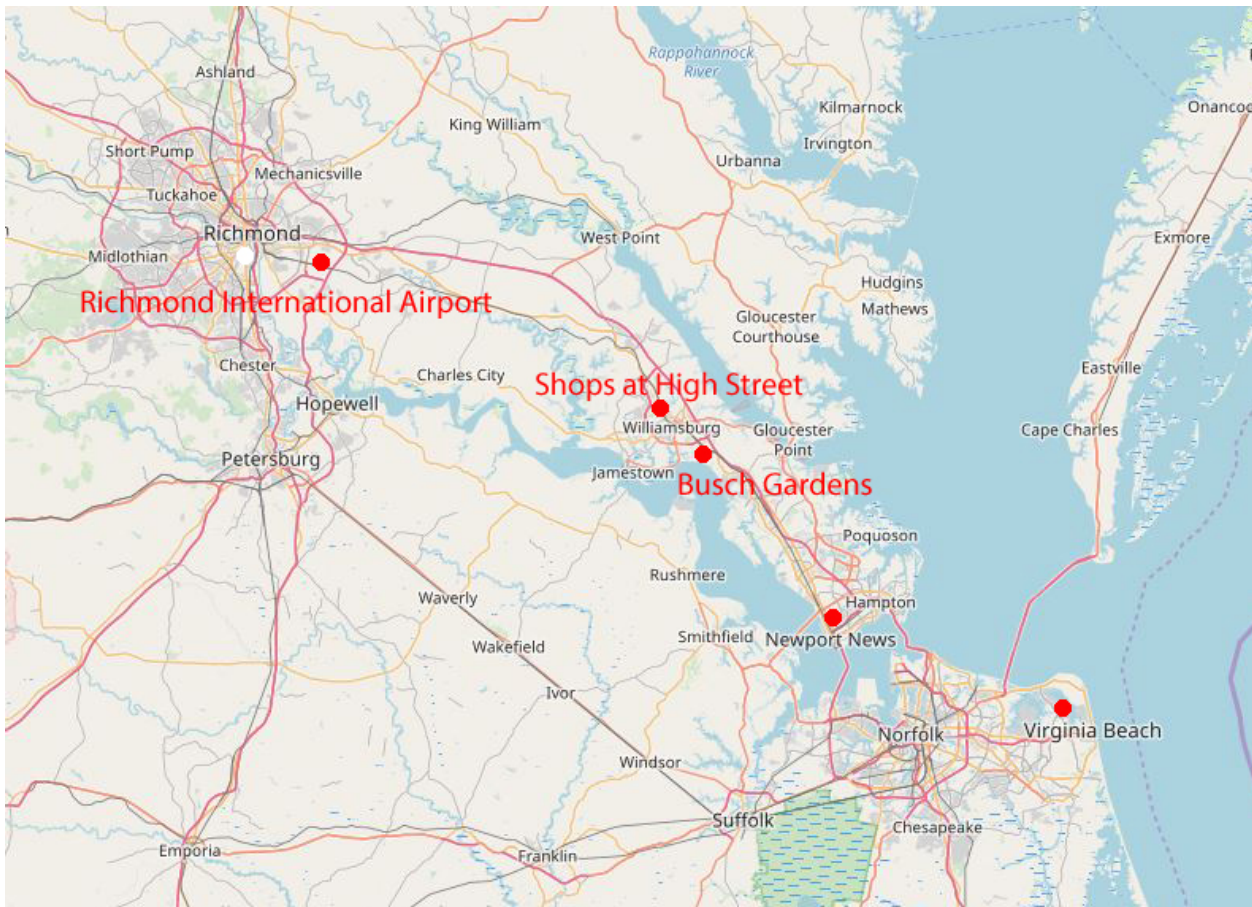 Ashland
Rappahannock
River
Kilmarnock
Onancoc
King William
Irvington
Short Pump
Urbanna
Mechanicsville
Tuckahoe
Richmond
West Point
Exmore
Midlothian
Hudgins
Mathews
Richmond International Airport
Gloucester
Courthouse
Chester
Charles City
Eastville
Shops at High Street
Hopewell
Williamsburg
Gloucester
Point
Cape Charles
Petersburg
Jamestown
Busch Gardens
Poquoson
Rushmere
Waverly
Hampton
Wakefield
Smithfield
Newport News
Ivor
Norfolk
Virginia Beach
Windsor
Suffolk
Chesapeake
Emporia
Franklin